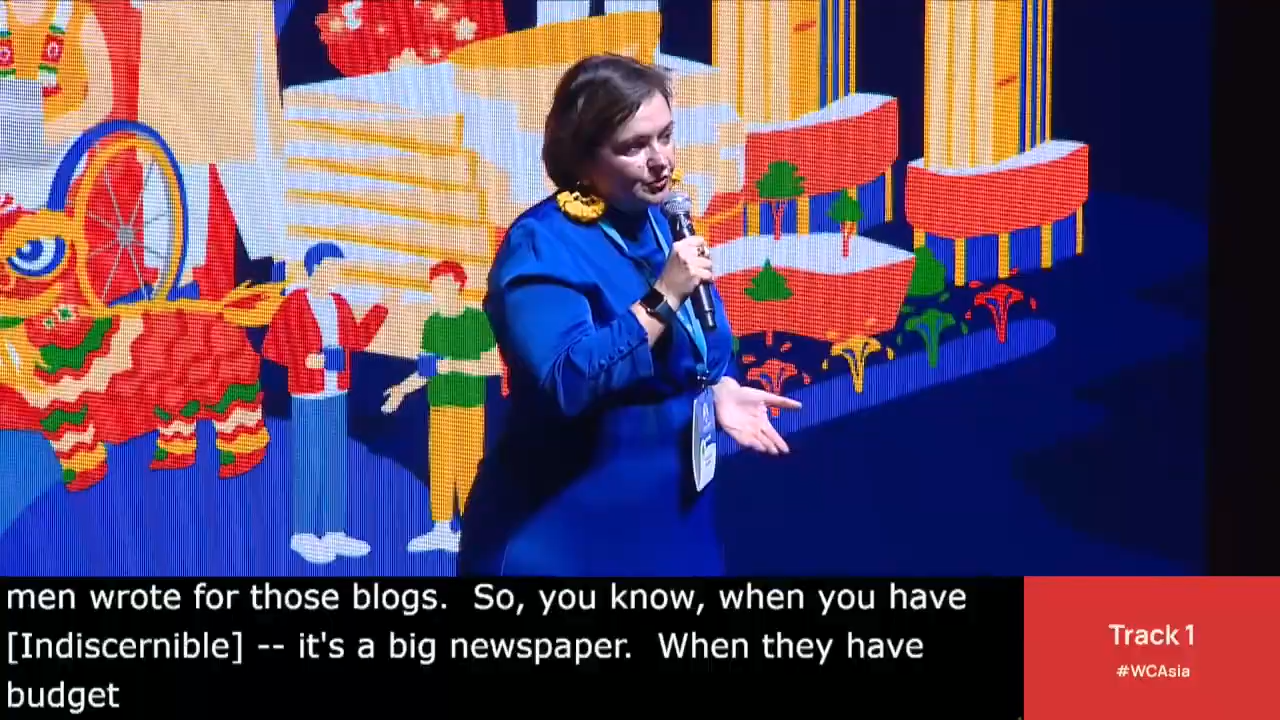 men wrote for those blogs.  So, you know, when you have
[Indiscernible] -- it's a big newspaper.  When they have
budget
Track 1
#WCAsia